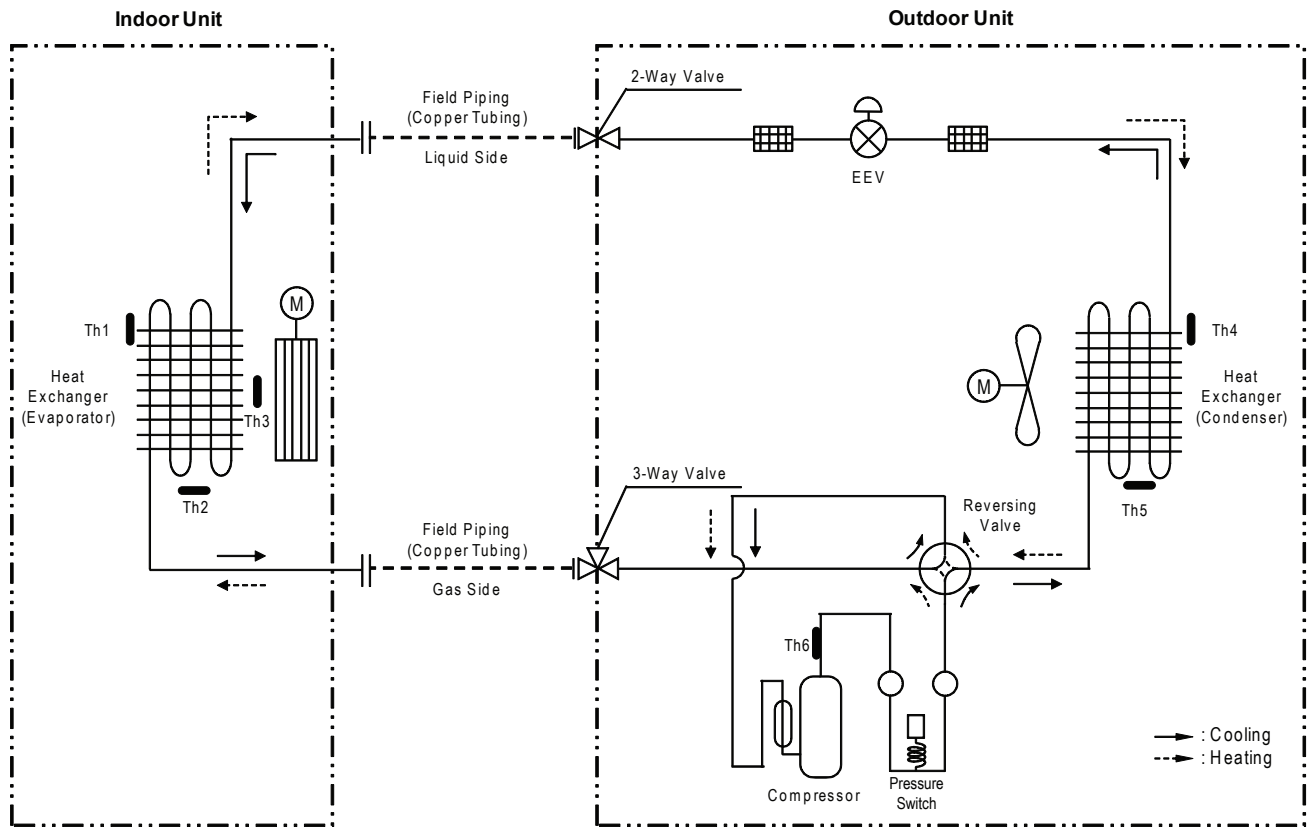 Indoor Unit
Outdoor Unit
2-Way Valve
Field Piping
(Copper Tubing)
Liquid Side
EEV
M
Th1
Heat
Exchanger
(Evaporator)
Th3
Th2
M
Th4
Heat
Exchanger
(Condenser)
Th5
3-Way Valve
Field Piping
(Copper Tubing)
Gas Side
Reversing
Valve
Th6
Compressor
Pressure
Switch
: Cooling
: Heating